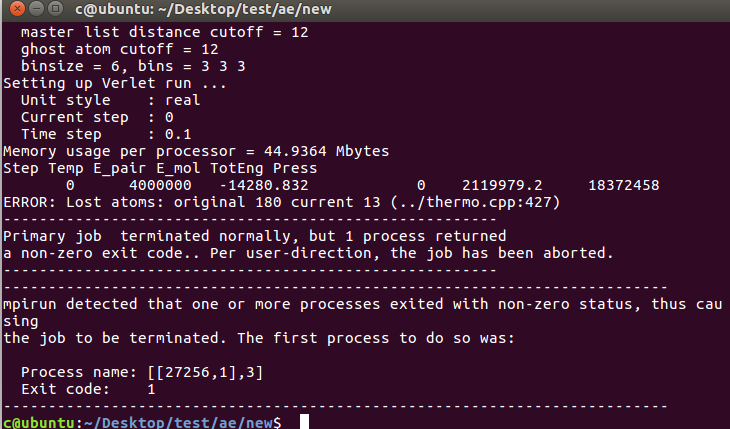 c@ubuntu: ~/Desktop/test/ae/new
master list distance cutoff = 12
ghost atom cutoff = 12
binsize = 6, bins = 3 3 3
Setting up Verlet run ...
Unit style    : real
Current step  : 0
Time step     : 0.1
Memory usage per processor = 44.9364 Mbytes
Step Temp E_pair E_mol TotEng Press
0      4000000   -14280.832            0    2119979.2     18372458
ERROR: Lost atoms: original 180 current 13 (../thermo.cpp:427)
-------------------------------------------------------
Primary job  terminated normally, but 1 process returned
a non-zero exit code.. Per user-direction, the job has been aborted.
-------------------------------------------------------
--------------------------------------------------------------------------
mpirun detected that one or more processes exited with non-zero status, thus cau
sing
the job to be terminated. The first process to do so was:
Process name: [[27256,1],3]
Exit code:    1
--------------------------------------------------------------------------
c@ubuntu:~/Desktop/test/ae/new$